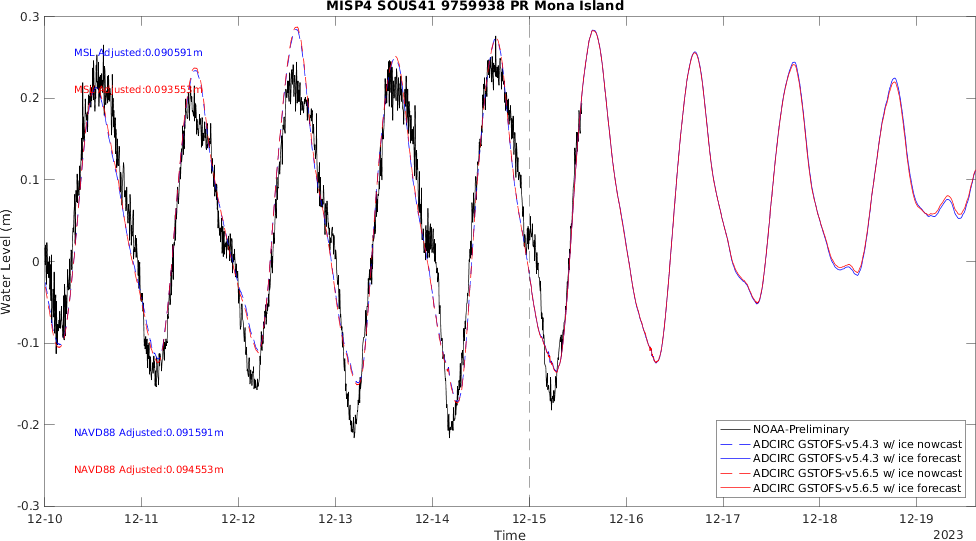 MISP4 SOUS41 9759938 PR Mona Island
0.3
MSL Adjusted:0.090591m
MSL Adjusted:0.093553m
0.2
0.1
0
-0.1
-0.2
-0.3
Water Level (m)
NAVD88 Adjusted:0.091591m
NAVD88 Adjusted:0.094553m
NOAA-Preliminary
ADCIRC GSTOFS-v5.4.3 w/ ice nowcast
ADCIRC GSTOFS-v5.4.3 w/ ice forecast
ADCIRC GSTOFS-v5.6.5 w/ ice nowcast
ADCIRC GSTOFS-v5.6.5 w/ ice forecast
12-10 12-11 12-12 12-13 12-14 12-15 12-16 12-17 12-18 12-19
Time
2023